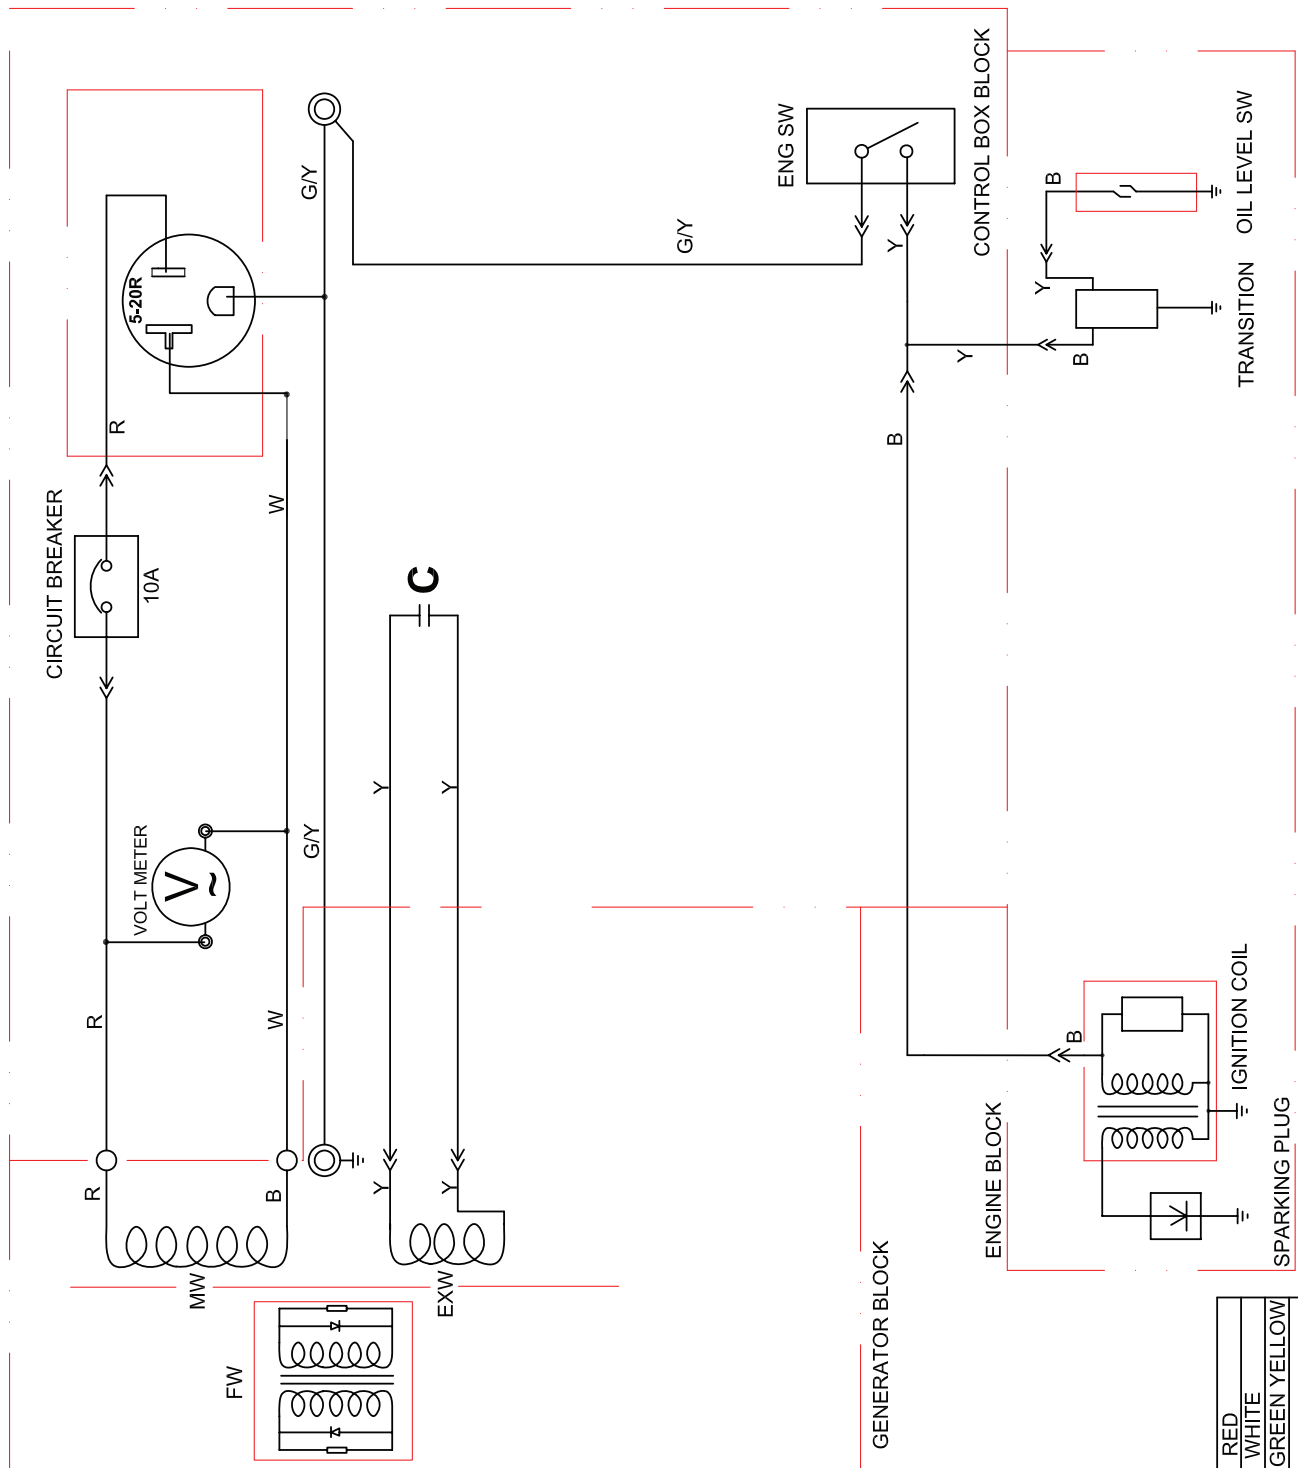 CIRCUIT BREAKER
10A
5-20R
R
G/Y
W
VOLT METER
V
~
R
W
G/Y
R
B
MW
FW
C
Y
Y
Y
Y
EXW
ENG SW
G/Y
Y
CONTROL BOX BLOCK
B
Y
B
Y
B
OIL LEVEL SW
TRANSITION
GENERATOR BLOCK
ENGINE BLOCK
B
IGNITION COIL
SPARKING PLUG
RED
WHITE
GREEN YELLOW